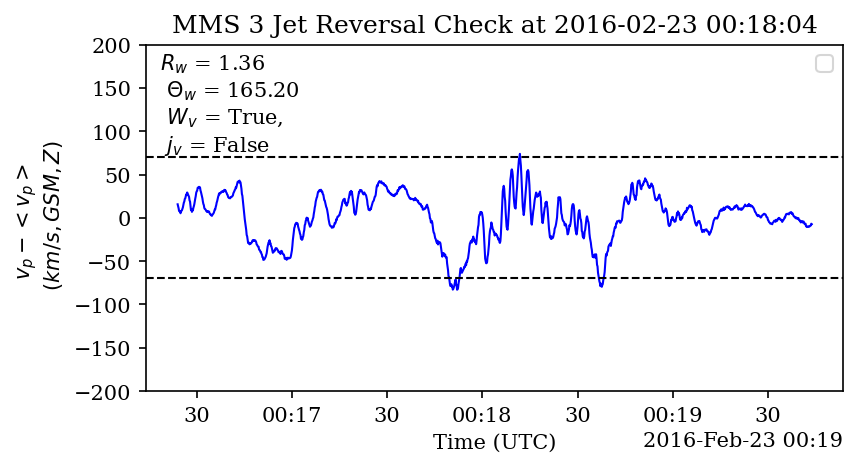 MMS 3 Jet Reversal Check at 2016-02-23 00:18:04
v_p − < v_p >
(km/s, GSM, Z)
200
150
100
50
0
−50
−100
−150
−200
R_w = 1.36
Θ_w = 165.20
W_v = True,
j_v = False
30 00:17 30 00:18 30 00:19 30
Time (UTC) 2016-Feb-23 00:19